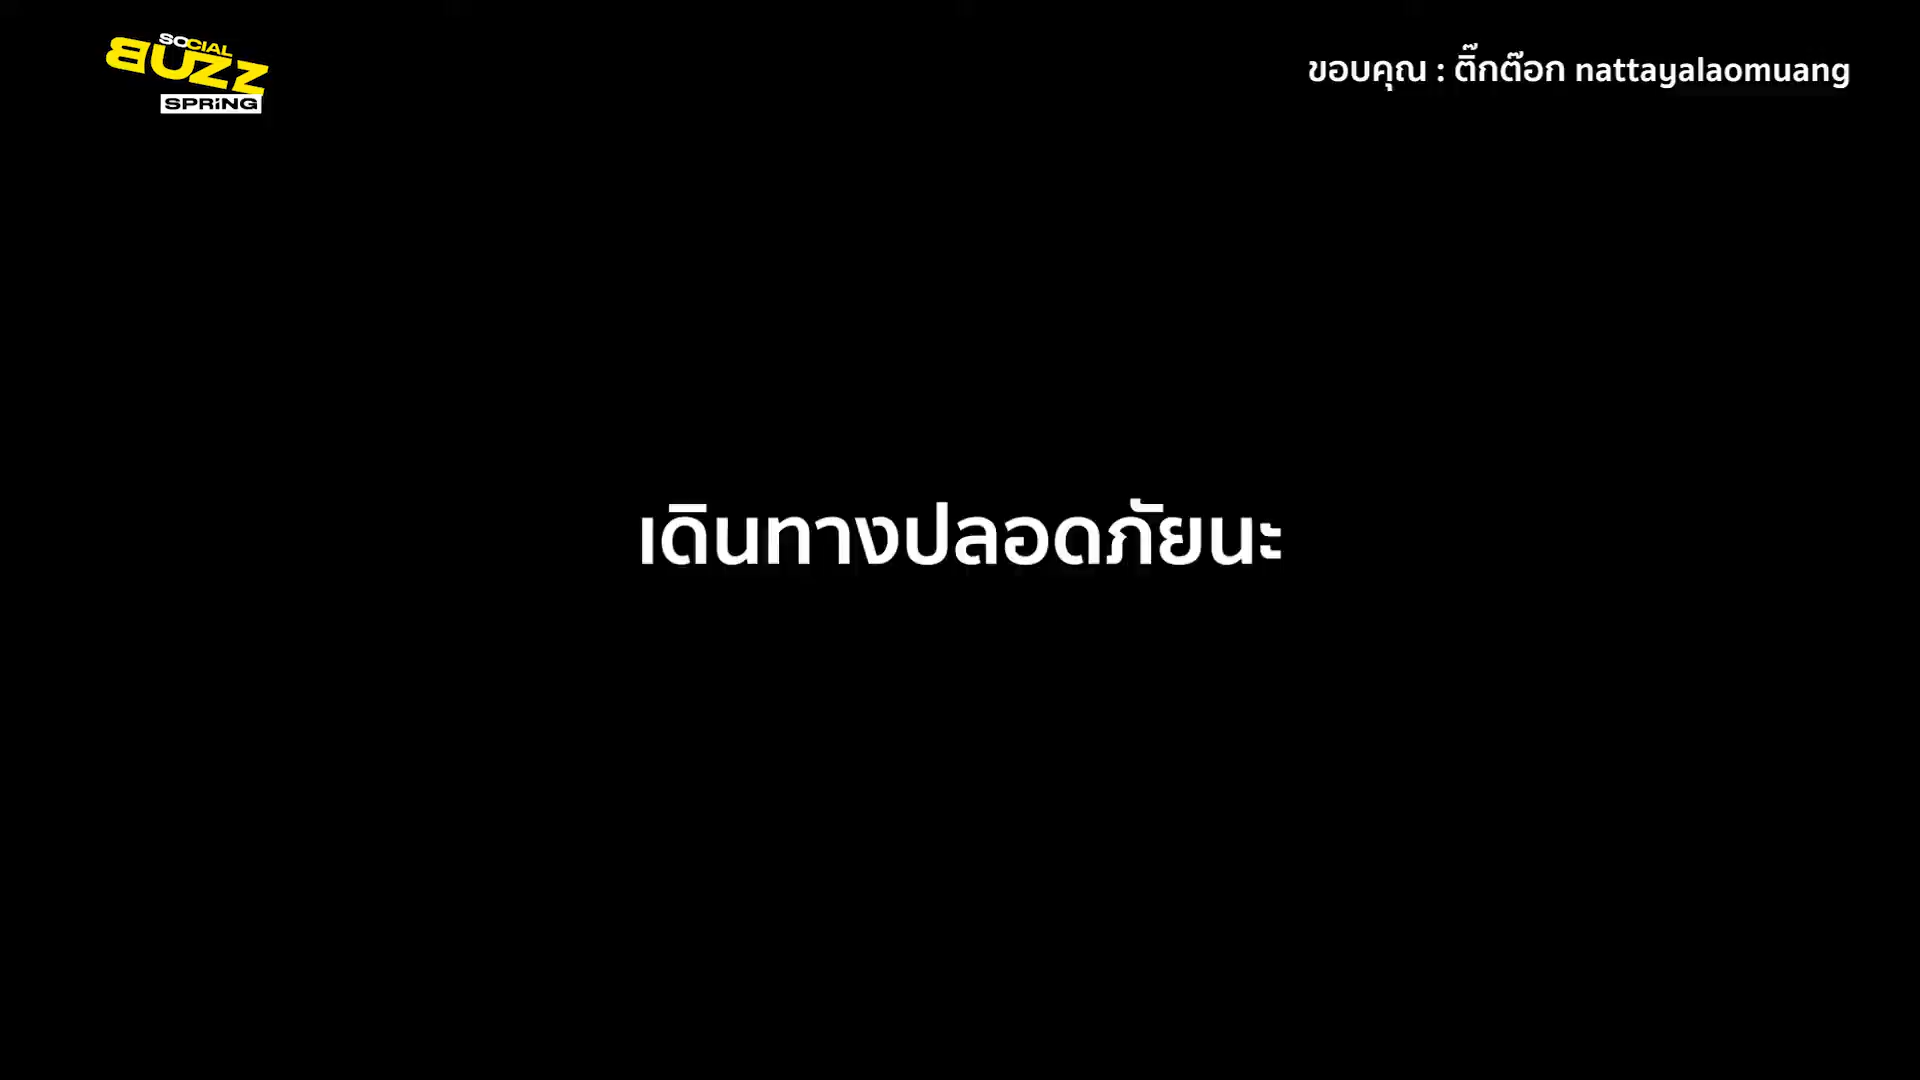 SOCIAL
BUZZ
SPRiNG
ขอบคุณ : ติ๊กต๊อก nattayalaomuang
เดินทางปลอดภัยนะ